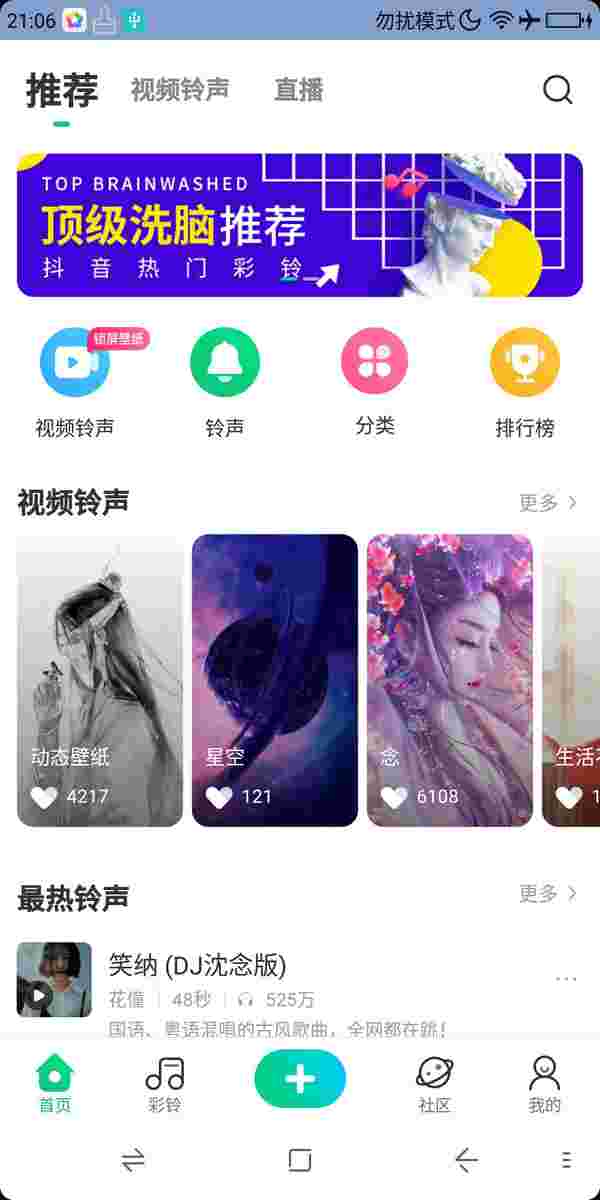 21:06 勿扰模式
推荐 视频铃声 直播
TOP BRAINWASHED
顶级洗脑推荐
抖音热门彩铃
锁屏壁纸
视频铃声 铃声 分类 排行榜
视频铃声 更多
动态壁纸 星空 念 生活
4217 121 6108 1
最热铃声 更多
笑纳 (DJ沈念版)
花僮 48秒 525万
国语、粤语混唱的古风歌曲，全网都在跳！
首页 彩铃 社区 我的